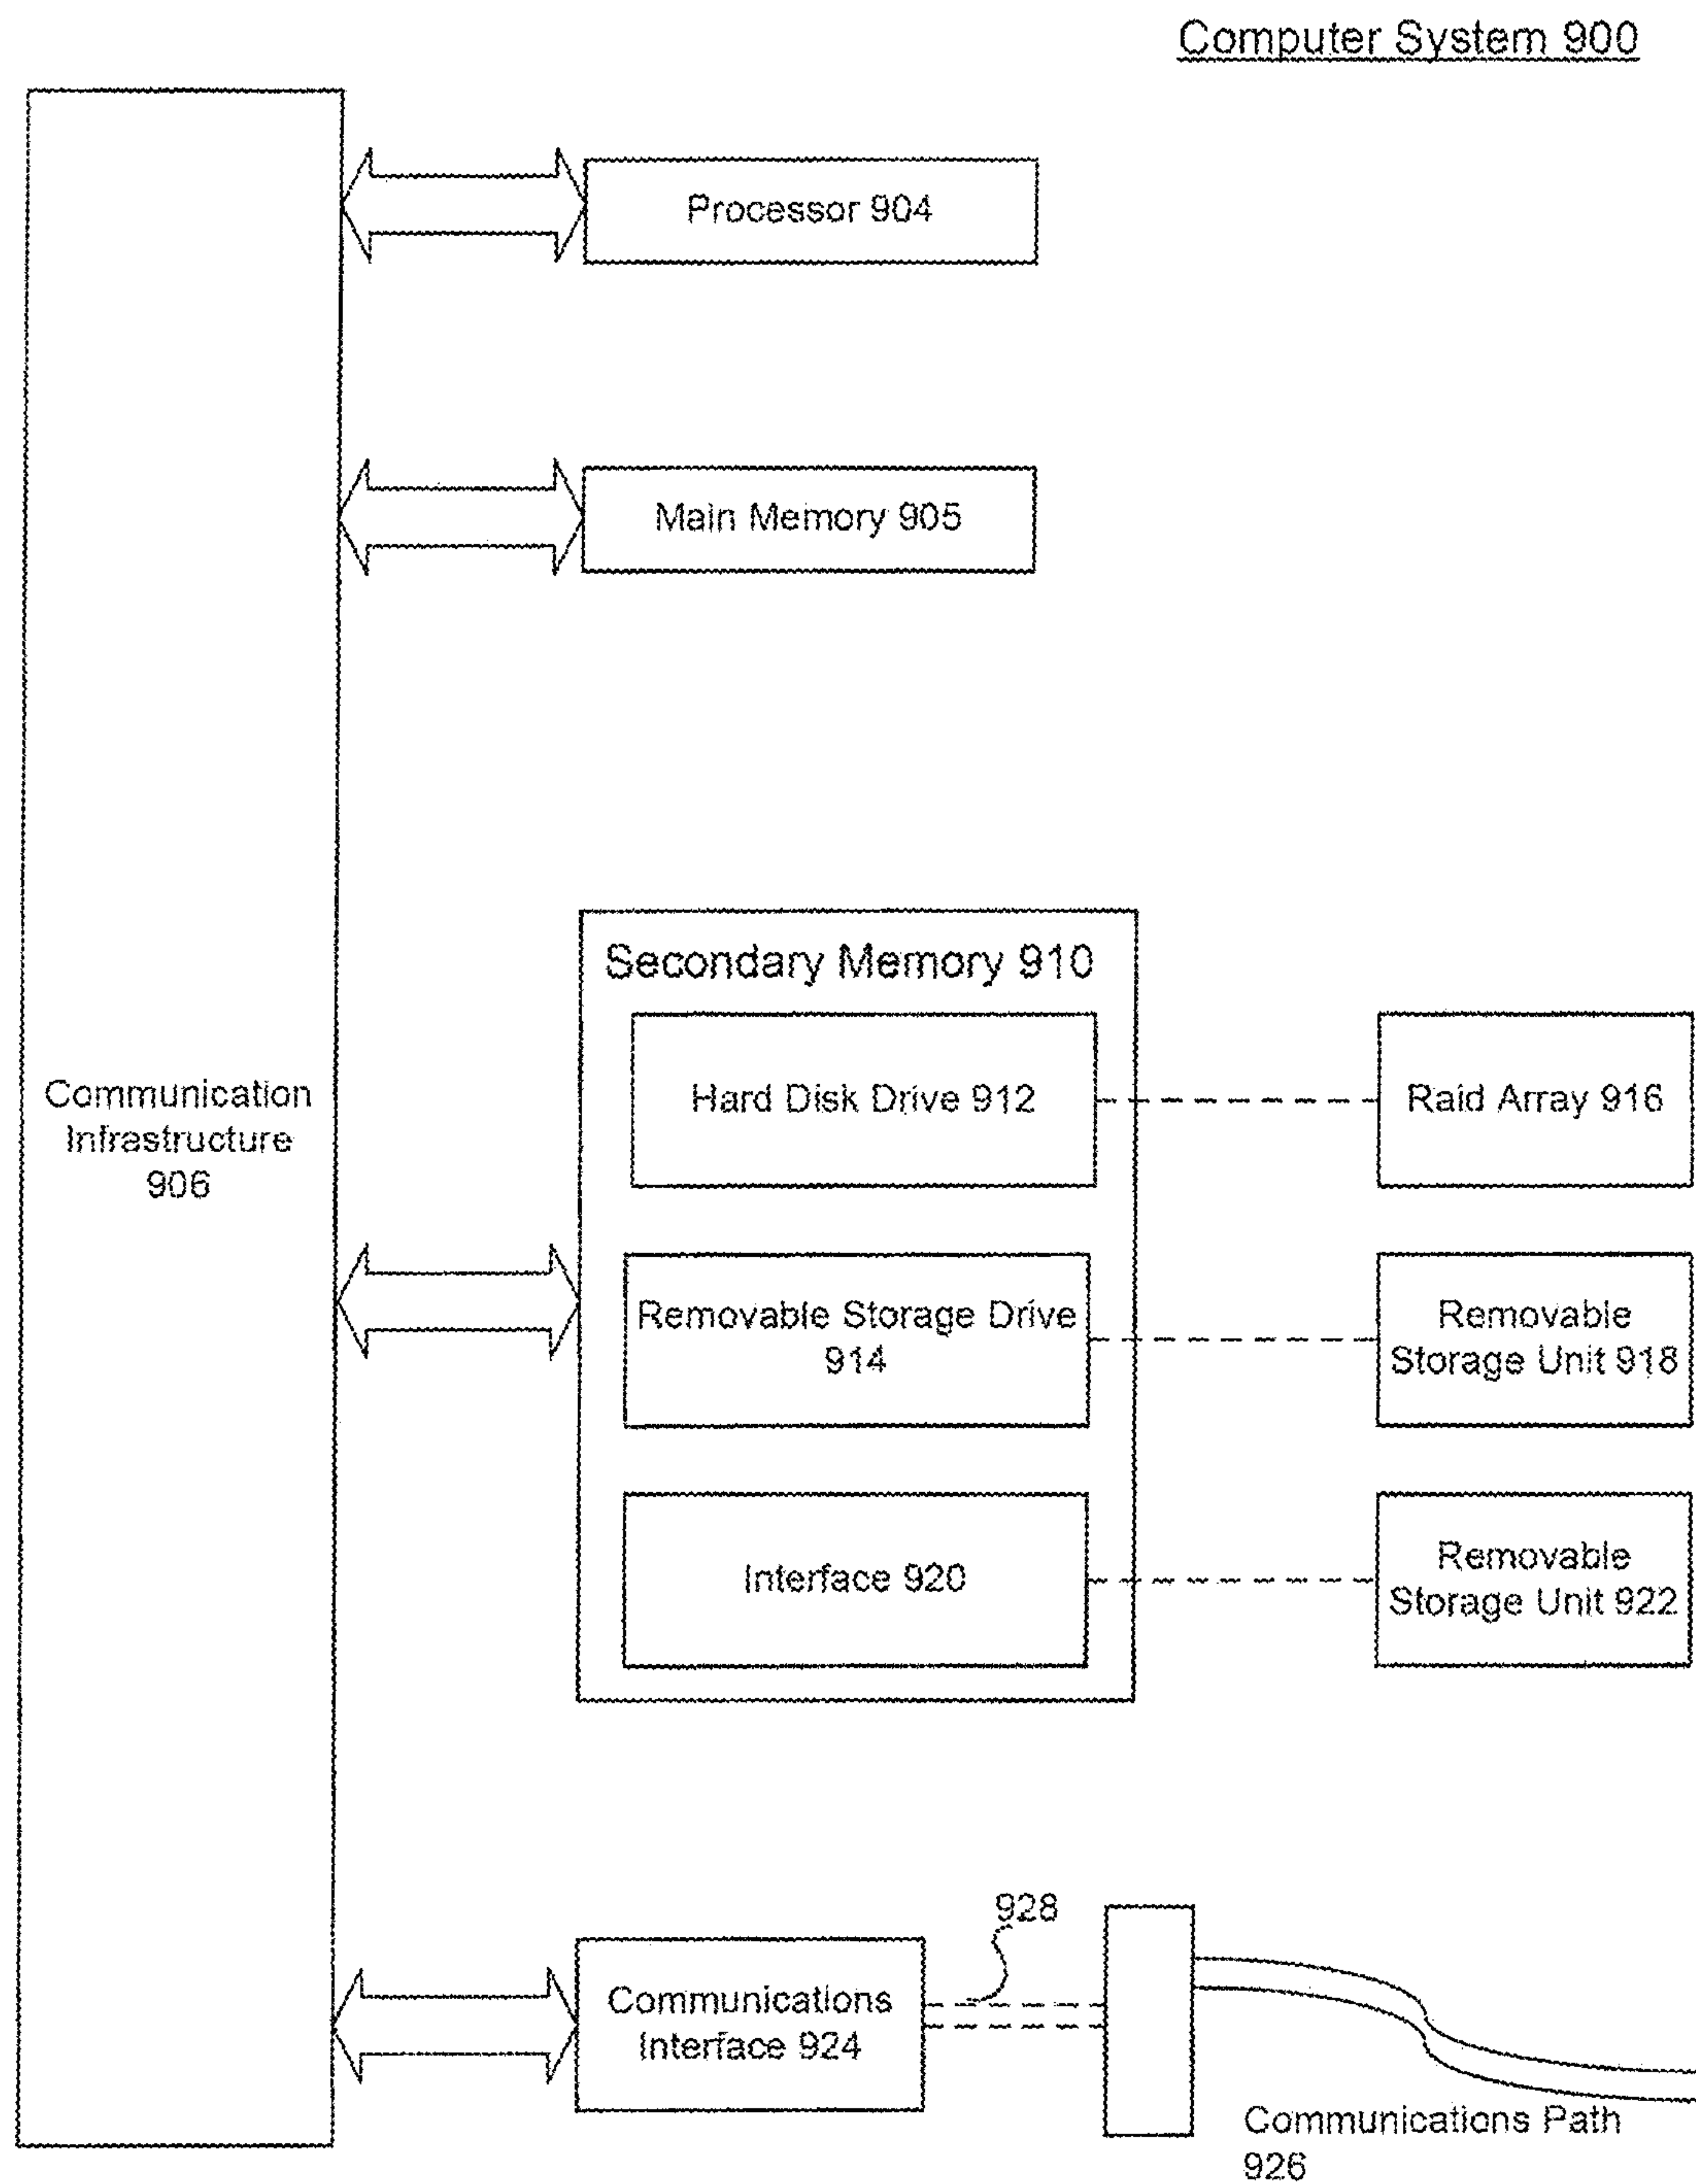 Computer System 900
Processor 904
Main Memory 905
Communication
Infrastructure
906
Secondary Memory 910
Hard Disk Drive 912
Raid Array 916
Removable Storage Drive
914
Removable
Storage Unit 918
Interface 920
Removable
Storage Unit 922
928
Communications
Interface 924
Communications Path
926